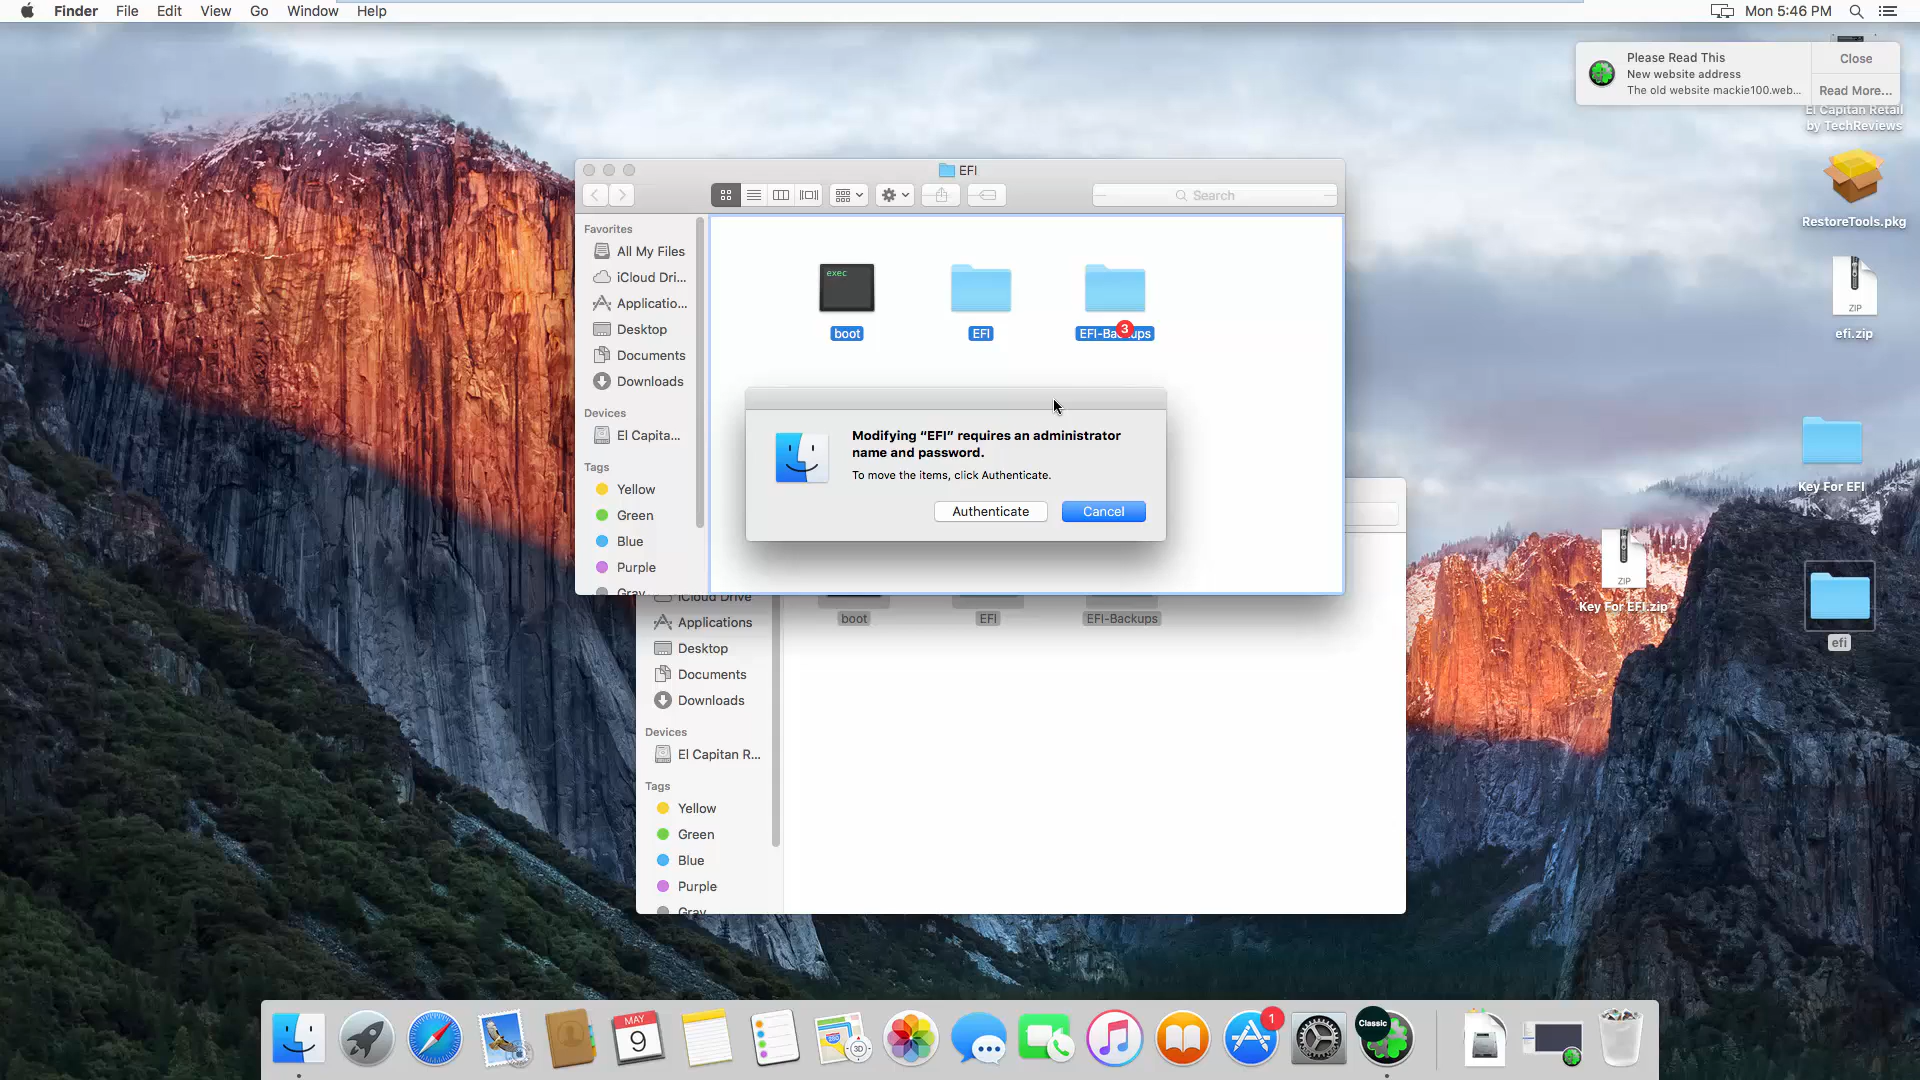 Finder File Edit View Go Window Help
Mon 5:46 PM
Please Read This
New website address
The old website mackie100.web...
Close
Read More...
El Capitan Retail
by TechReviews
RestoreTools.pkg
ZIP
efi.zip
Key For EFI
ZIP
Key For EFI.zip
efi
EFI
Search
Favorites
All My Files
iCloud Dri...
Applicatio...
Desktop
Documents
Downloads
Devices
El Capita...
Tags
Yellow
Green
Blue
Purple
Gray
exec
boot
EFI
EFI-Backups
3
Modifying “EFI” requires an administrator
name and password.
To move the items, click Authenticate.
Authenticate
Cancel
iCloud Drive
Applications
Desktop
Documents
Downloads
Devices
El Capitan R...
Tags
Yellow
Green
Blue
Purple
Gray
boot
EFI
EFI-Backups
MAY
9
3D
1
Classic